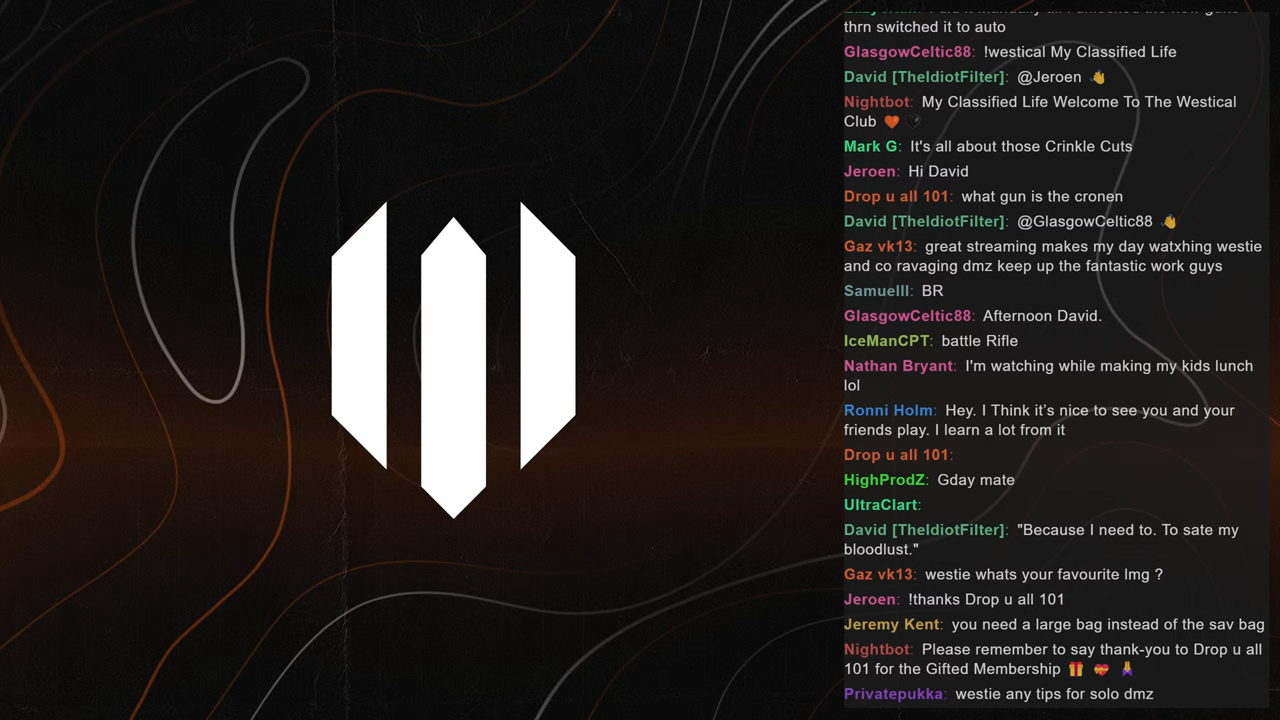 thrn switched it to auto
GlasgowCeltic88: !westical My Classified Life
David [TheIdiotFilter]: @Jeroen 👋
Nightbot: My Classified Life Welcome To The Westical
Club 🧡 🖤
Mark G: It's all about those Crinkle Cuts
Jeroen: Hi David
Drop u all 101: what gun is the cronen
David [TheIdiotFilter]: @GlasgowCeltic88 👋
Gaz vk13: great streaming makes my day watxhing westie
and co ravaging dmz keep up the fantastic work guys
Samuelll: BR
GlasgowCeltic88: Afternoon David.
IceManCPT: battle Rifle
Nathan Bryant: I'm watching while making my kids lunch
lol
Ronni Holm: Hey. I Think it’s nice to see you and your
friends play. I learn a lot from it
Drop u all 101:
HighProdZ: Gday mate
UltraClart:
David [TheIdiotFilter]: "Because I need to. To sate my
bloodlust."
Gaz vk13: westie whats your favourite lmg ?
Jeroen: !thanks Drop u all 101
Jeremy Kent: you need a large bag instead of the sav bag
Nightbot: Please remember to say thank-you to Drop u all
101 for the Gifted Membership 🎁 💝 🙏
Privatepukka: westie any tips for solo dmz